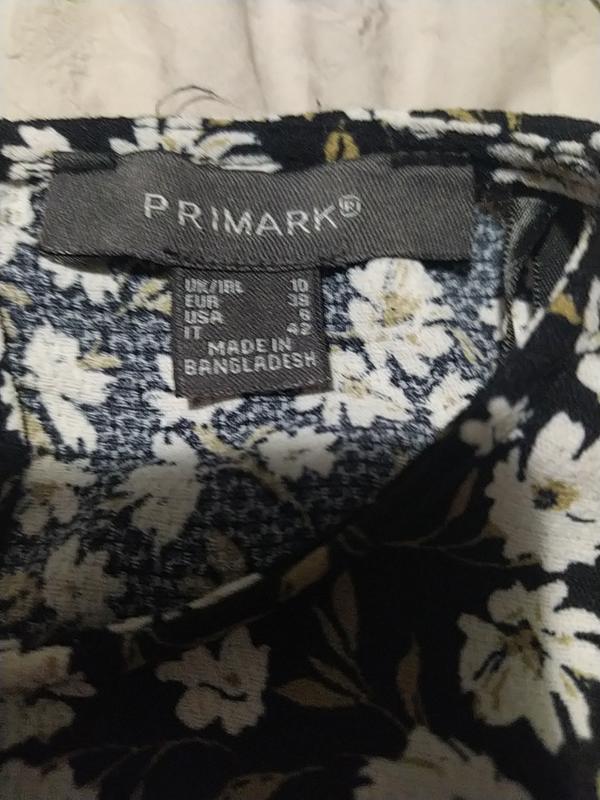 PRIMARK®
UK/IRL 10
EUR 38
USA 6
IT 42
MADE IN
BANGLADESH